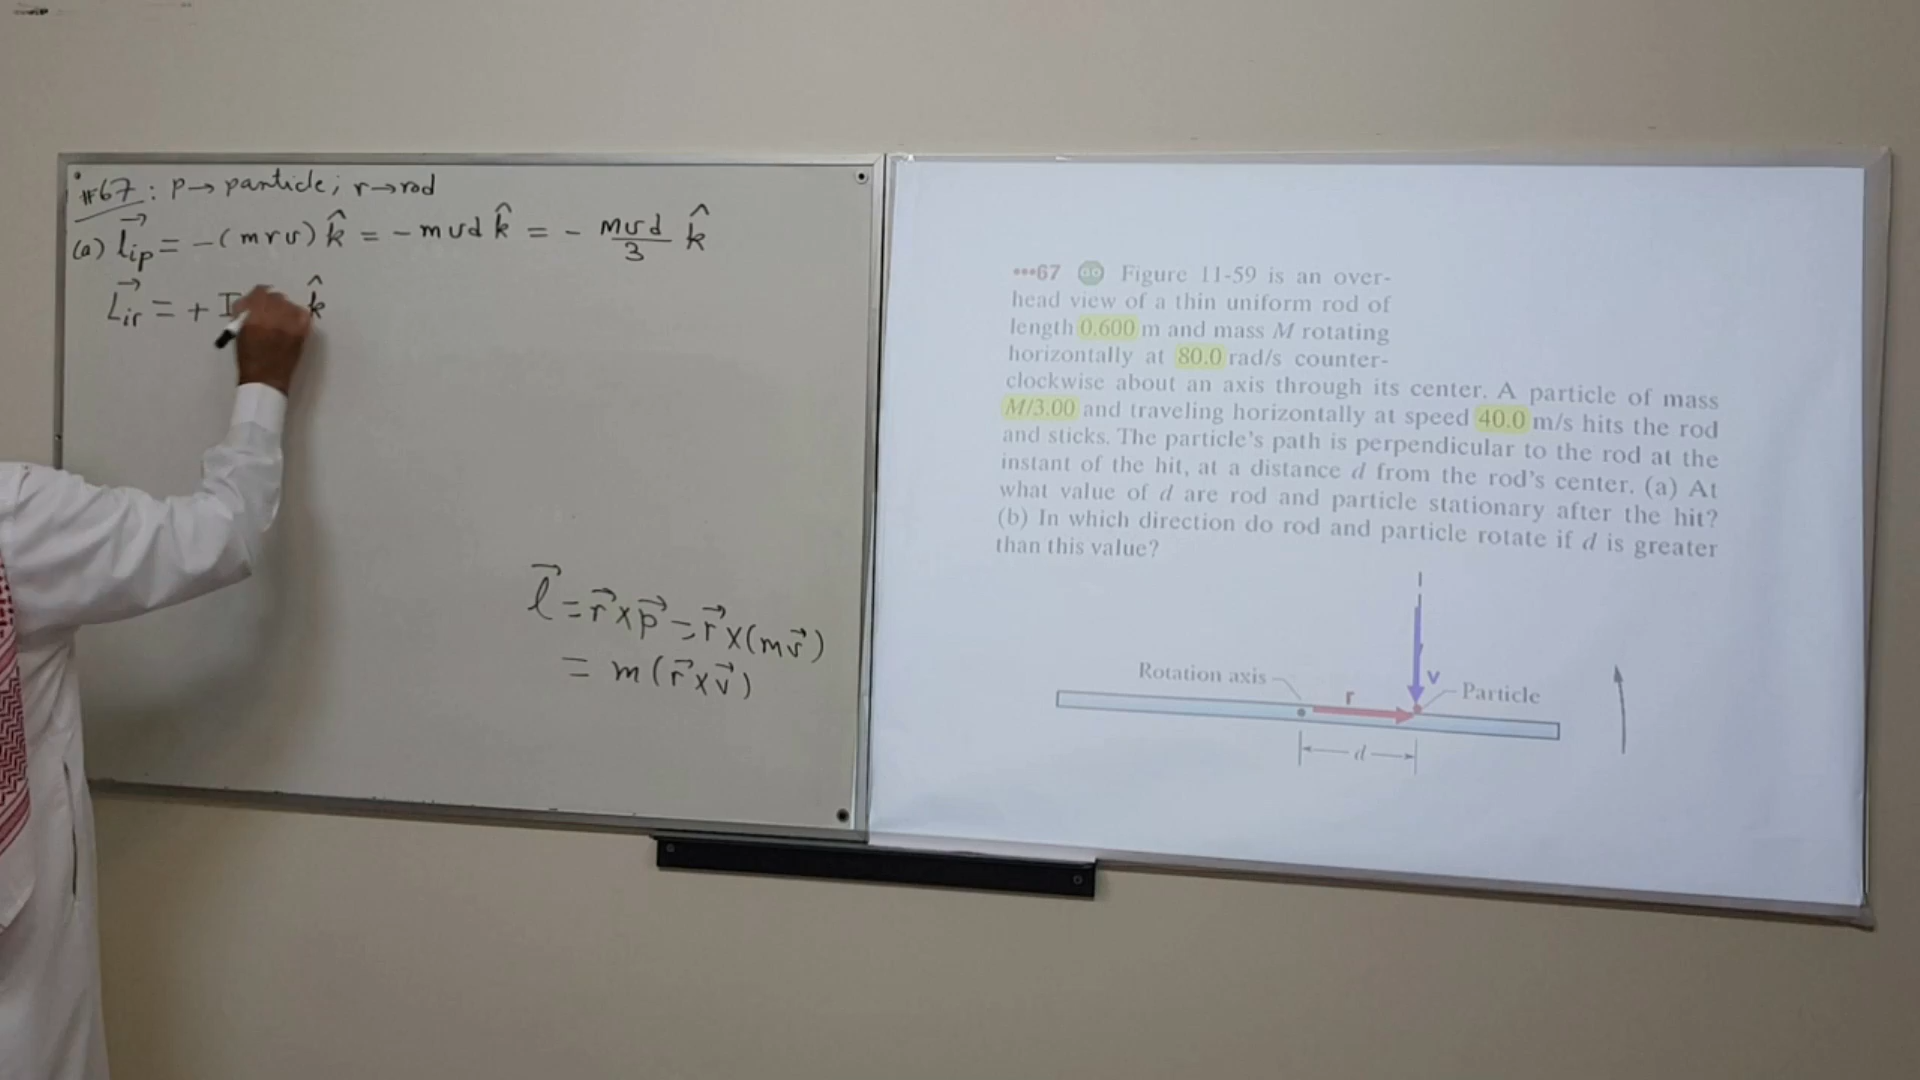 #67: p→particle; r→rod
(a) l⃗ip = -(mrv) k̂ = -mvd k̂ = - Mvd/3 k̂
L⃗ir = + I k̂
l⃗ = r⃗ x p⃗ = r⃗ x (mv⃗)
= m (r⃗ x v⃗)
•••67 GO Figure 11-59 is an over-
head view of a thin uniform rod of
length 0.600 m and mass M rotating
horizontally at 80.0 rad/s counter-
clockwise about an axis through its center. A particle of mass
M/3.00 and traveling horizontally at speed 40.0 m/s hits the rod
and sticks. The particle's path is perpendicular to the rod at the
instant of the hit, at a distance d from the rod's center. (a) At
what value of d are rod and particle stationary after the hit?
(b) In which direction do rod and particle rotate if d is greater
than this value?
Rotation axis
r
v
Particle
d